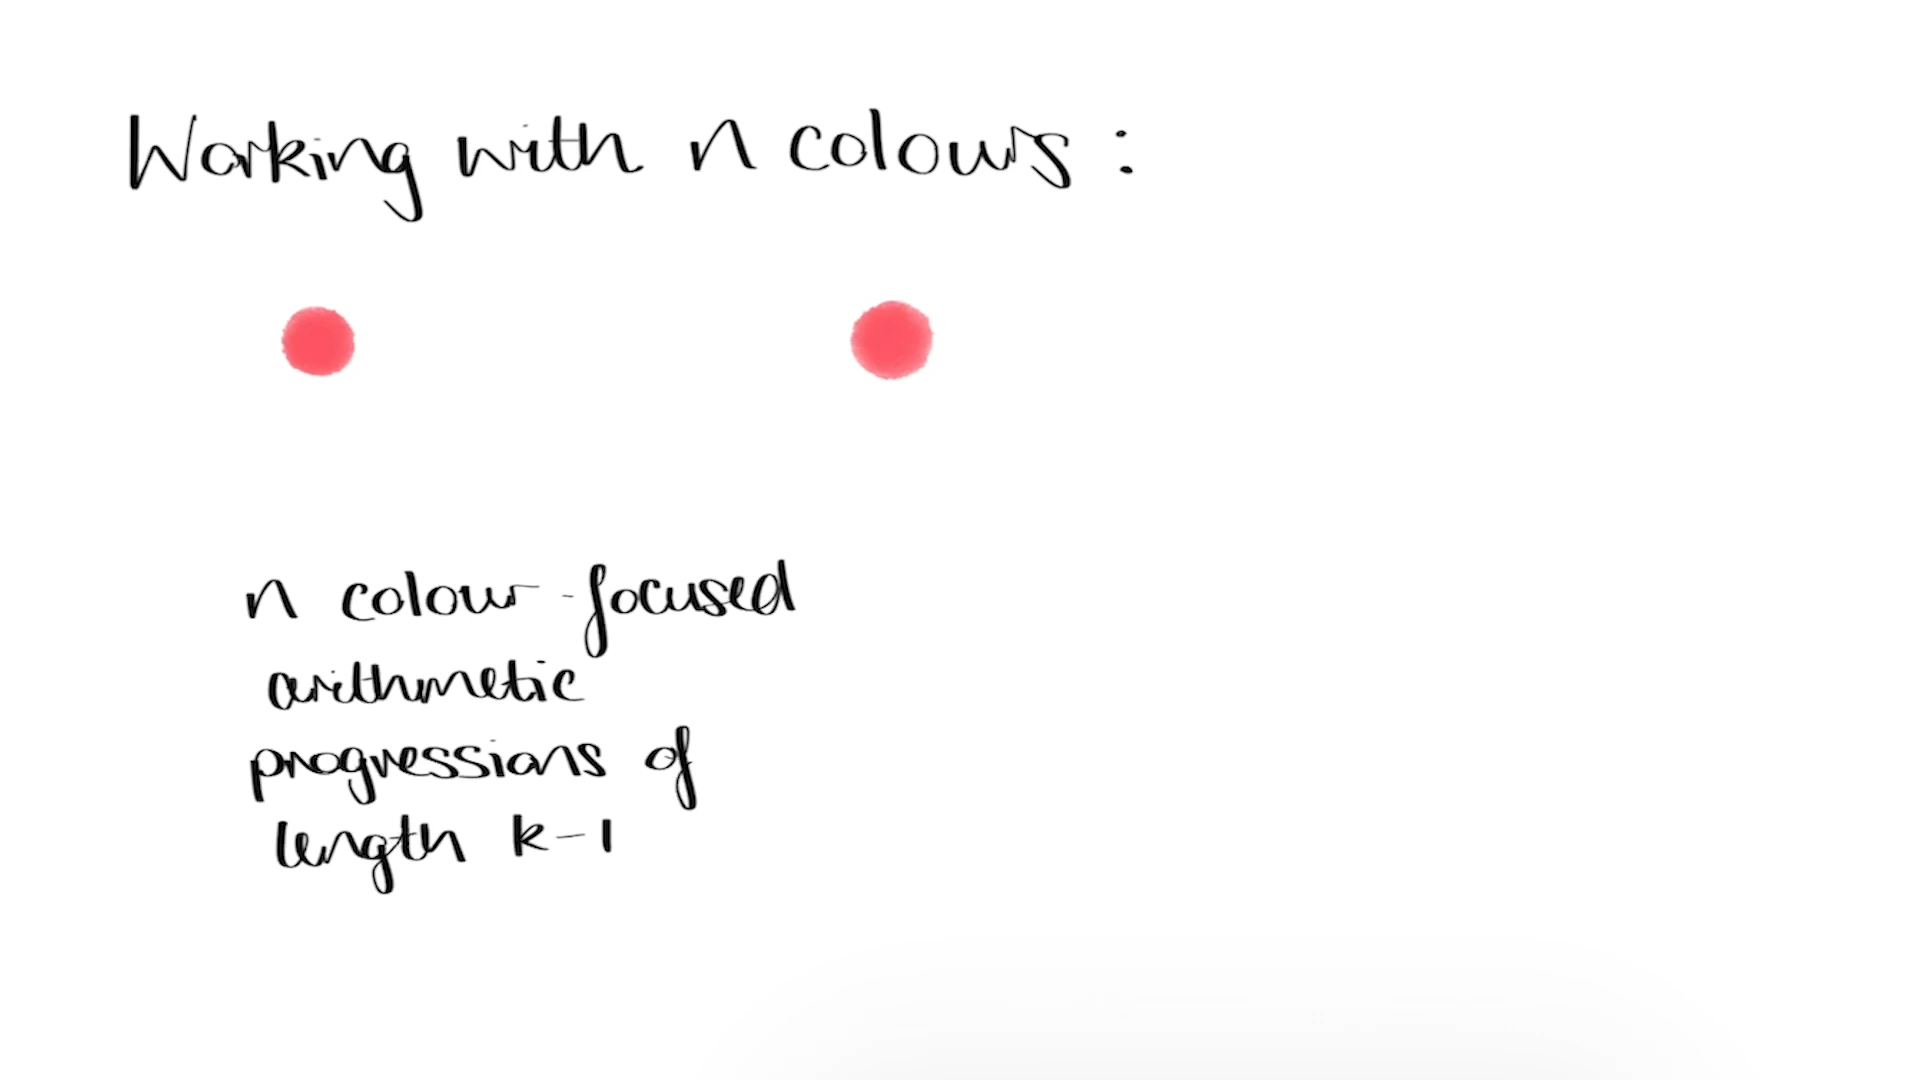 Working with n colours :
n colour-focused
arithmetic
progressions of
length k-1